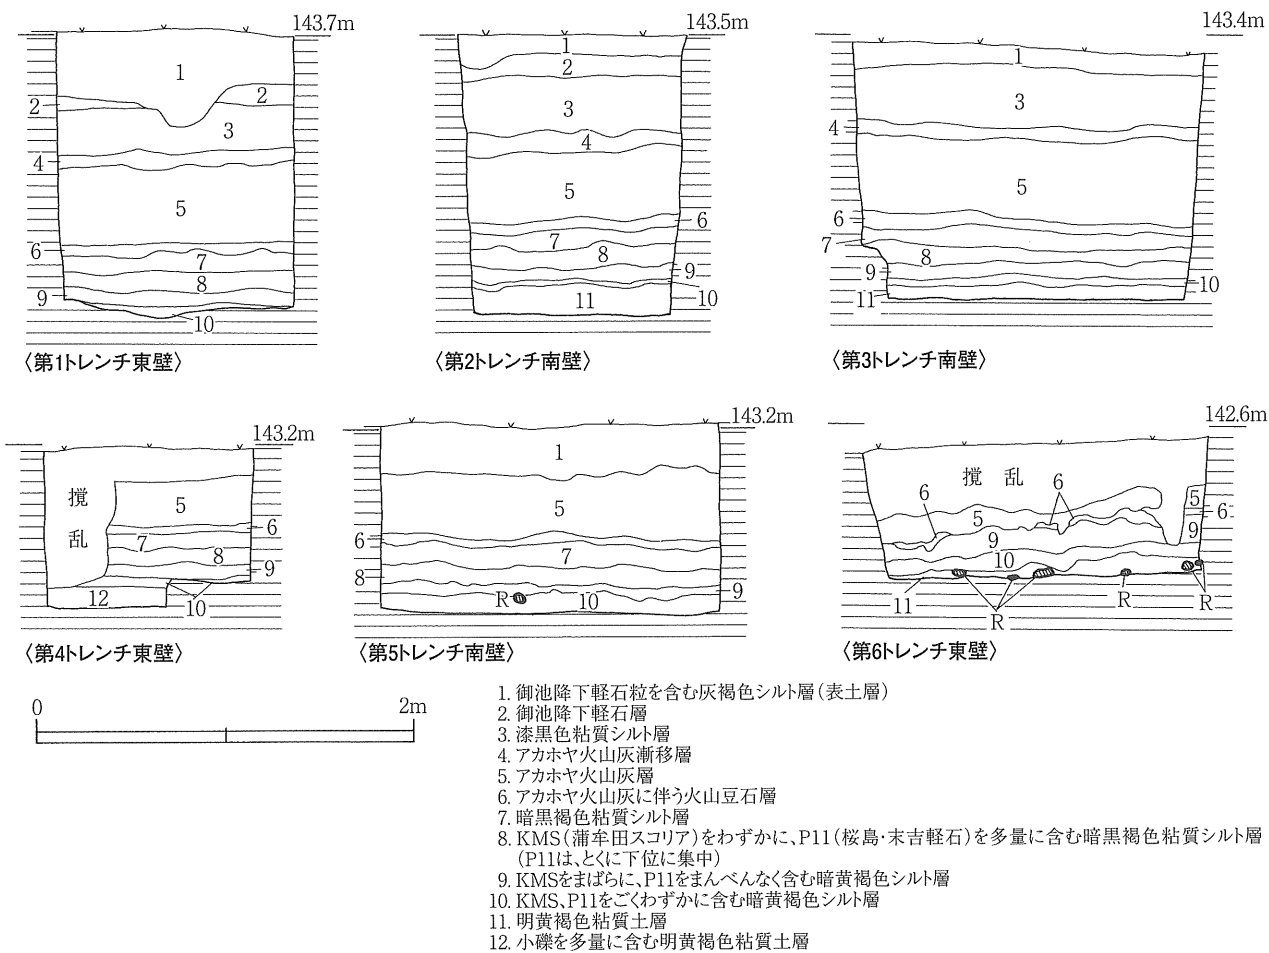 143.7m
1
2
2
3
4
5
6
7
8
9
10
〈第1トレンチ東壁〉
143.5m
1
2
3
4
5
6
7
8
9
10
11
〈第2トレンチ南壁〉
143.4m
1
3
4
5
6
7
8
9
10
11
〈第3トレンチ南壁〉
143.2m
撹乱
5
6
7
8
9
10
12
〈第4トレンチ東壁〉
143.2m
1
5
6
7
8
9
R
10
〈第5トレンチ南壁〉
142.6m
撹乱
6
6
5
5
6
9
9
10
11
R
R
R
〈第6トレンチ東壁〉
0
2m
1. 御池降下軽石粒を含む灰褐色シルト層（表土層）
2. 御池降下軽石層
3. 漆黒色粘質シルト層
4. アカホヤ火山灰漸移層
5. アカホヤ火山灰層
6. アカホヤ火山灰に伴う火山豆石層
7. 暗黒褐色粘質シルト層
8. KMS（蒲牟田スコリア）をわずかに、P11（桜島・末吉軽石）を多量に含む暗黒褐色粘質シルト層
（P11は、とくに下位に集中）
9. KMSをまばらに、P11をまんべんなく含む暗黄褐色シルト層
10. KMS、P11をごくわずかに含む暗黄褐色シルト層
11. 明黄褐色粘質土層
12. 小礫を多量に含む明黄褐色粘質土層